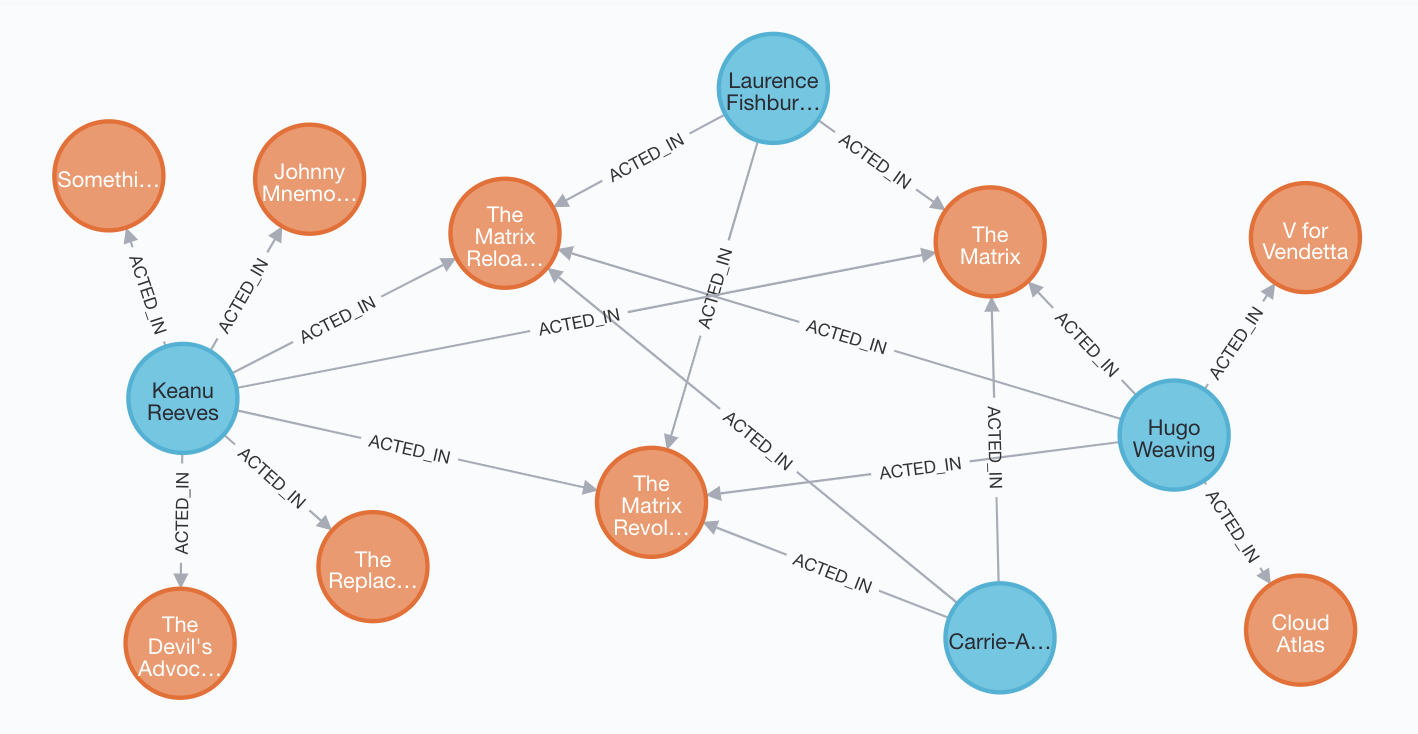 Laurence
Fishbur…
ACTED_IN
ACTED_IN
Somethi…
Johnny
Mnemo…
The
Matrix
Reloa…
The
Matrix
V for
Vendetta
ACTED_IN
ACTED_IN
ACTED_IN
ACTED_IN
ACTED_IN
ACTED_IN
ACTED_IN
ACTED_IN
Keanu
Reeves
Hugo
Weaving
ACTED_IN
ACTED_IN
ACTED_IN
ACTED_IN
ACTED_IN
ACTED_IN
ACTED_IN
The
Matrix
Revol…
ACTED_IN
The
Replac…
ACTED_IN
The
Devil's
Advoc…
Carrie-A…
Cloud
Atlas